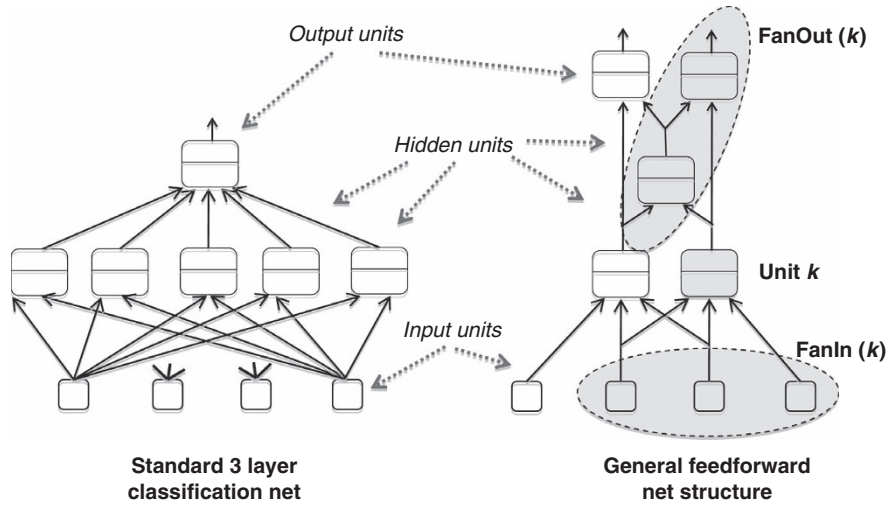 Output units
FanOut (k)
Hidden units
Unit k
Input units
FanIn (k)
Standard 3 layer
classification net
General feedforward
net structure